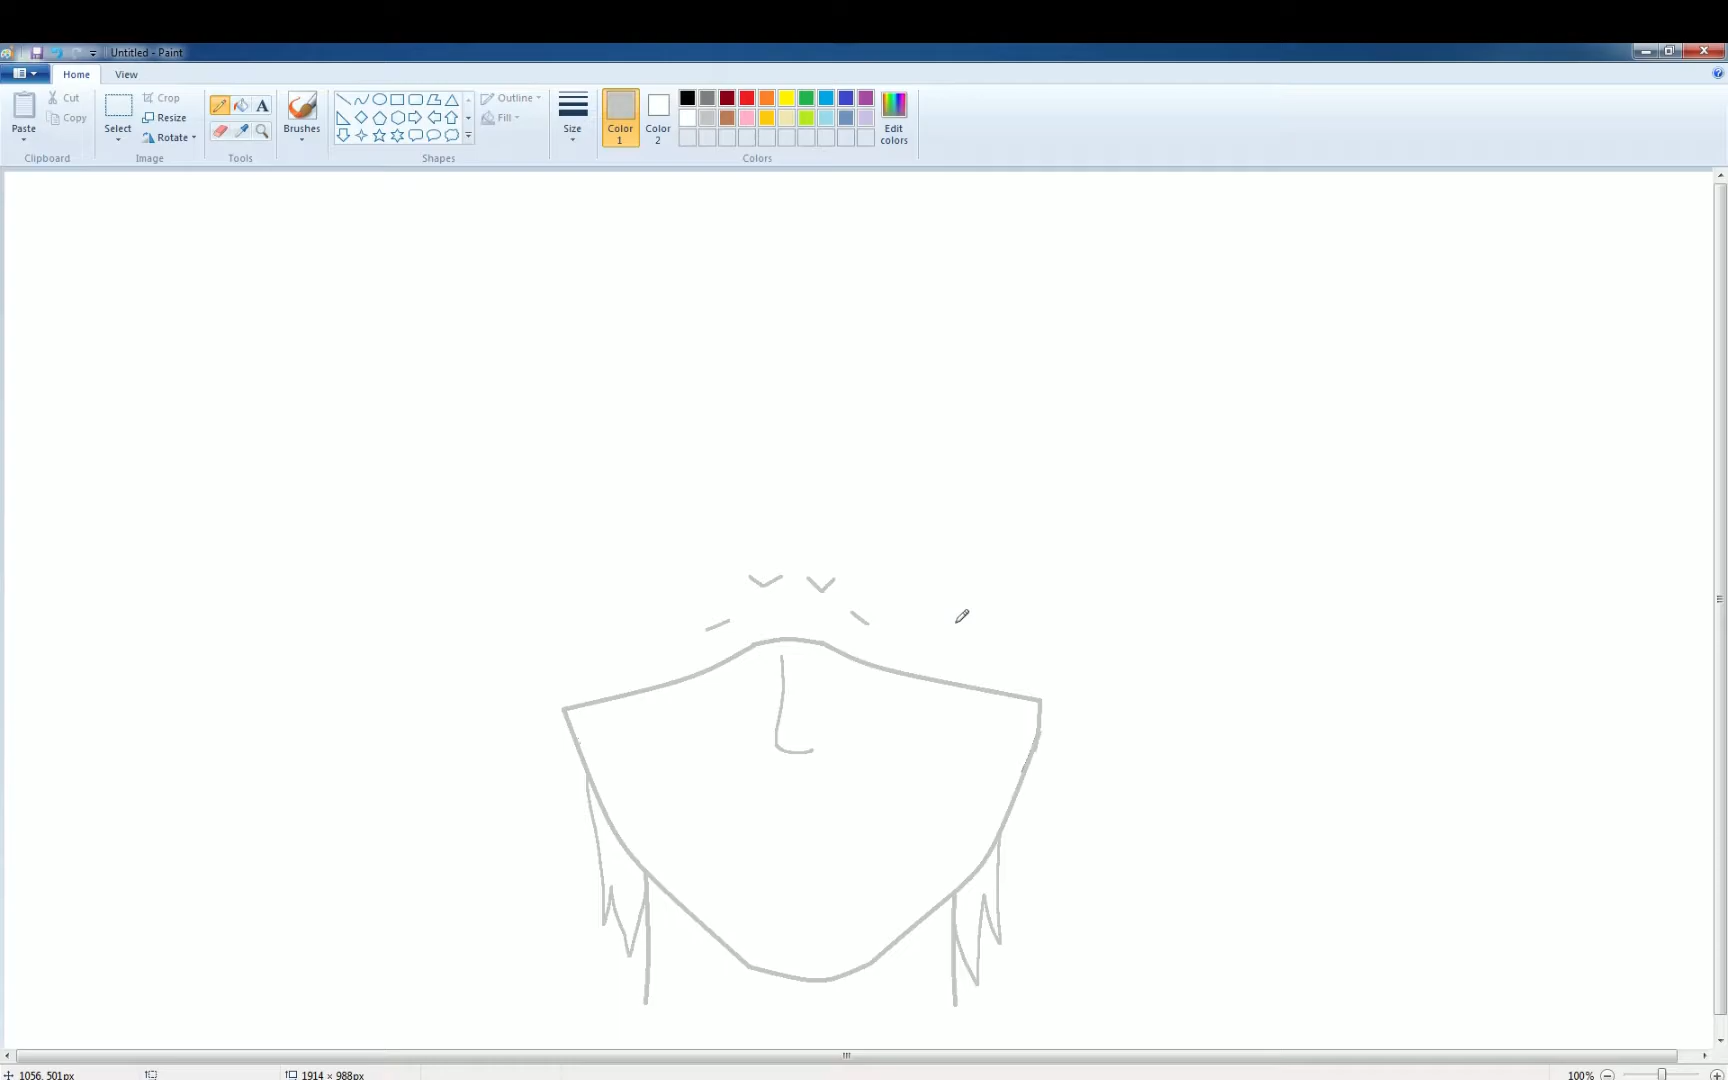 Untitled - Paint
Home View
Paste
Cut
Copy
Clipboard
Select
Crop
Resize
Rotate
Image
A
Tools
Brushes
Outline
Fill
Shapes
Size
Color 1
Color 2
Edit colors
Colors
1056, 501px
1914 × 988px
100%